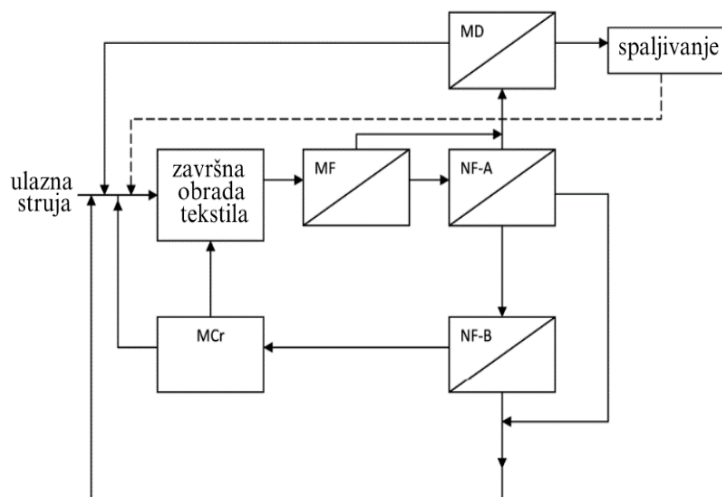 MD
spaljivanje
ulazna
struja
završna
obrada
tekstila
MF
NF-A
MCr
NF-B